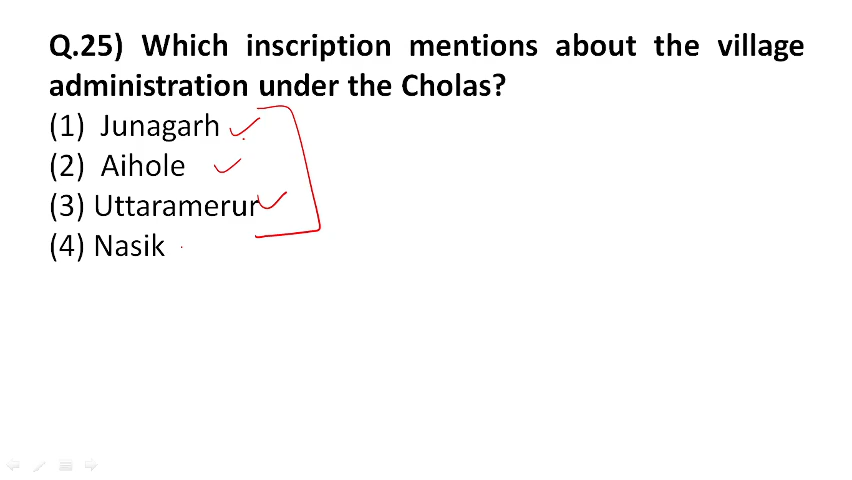 Q.25) Which inscription mentions about the village
administration under the Cholas?
(1) Junagarh
(2) Aihole
(3) Uttaramerur
(4) Nasik